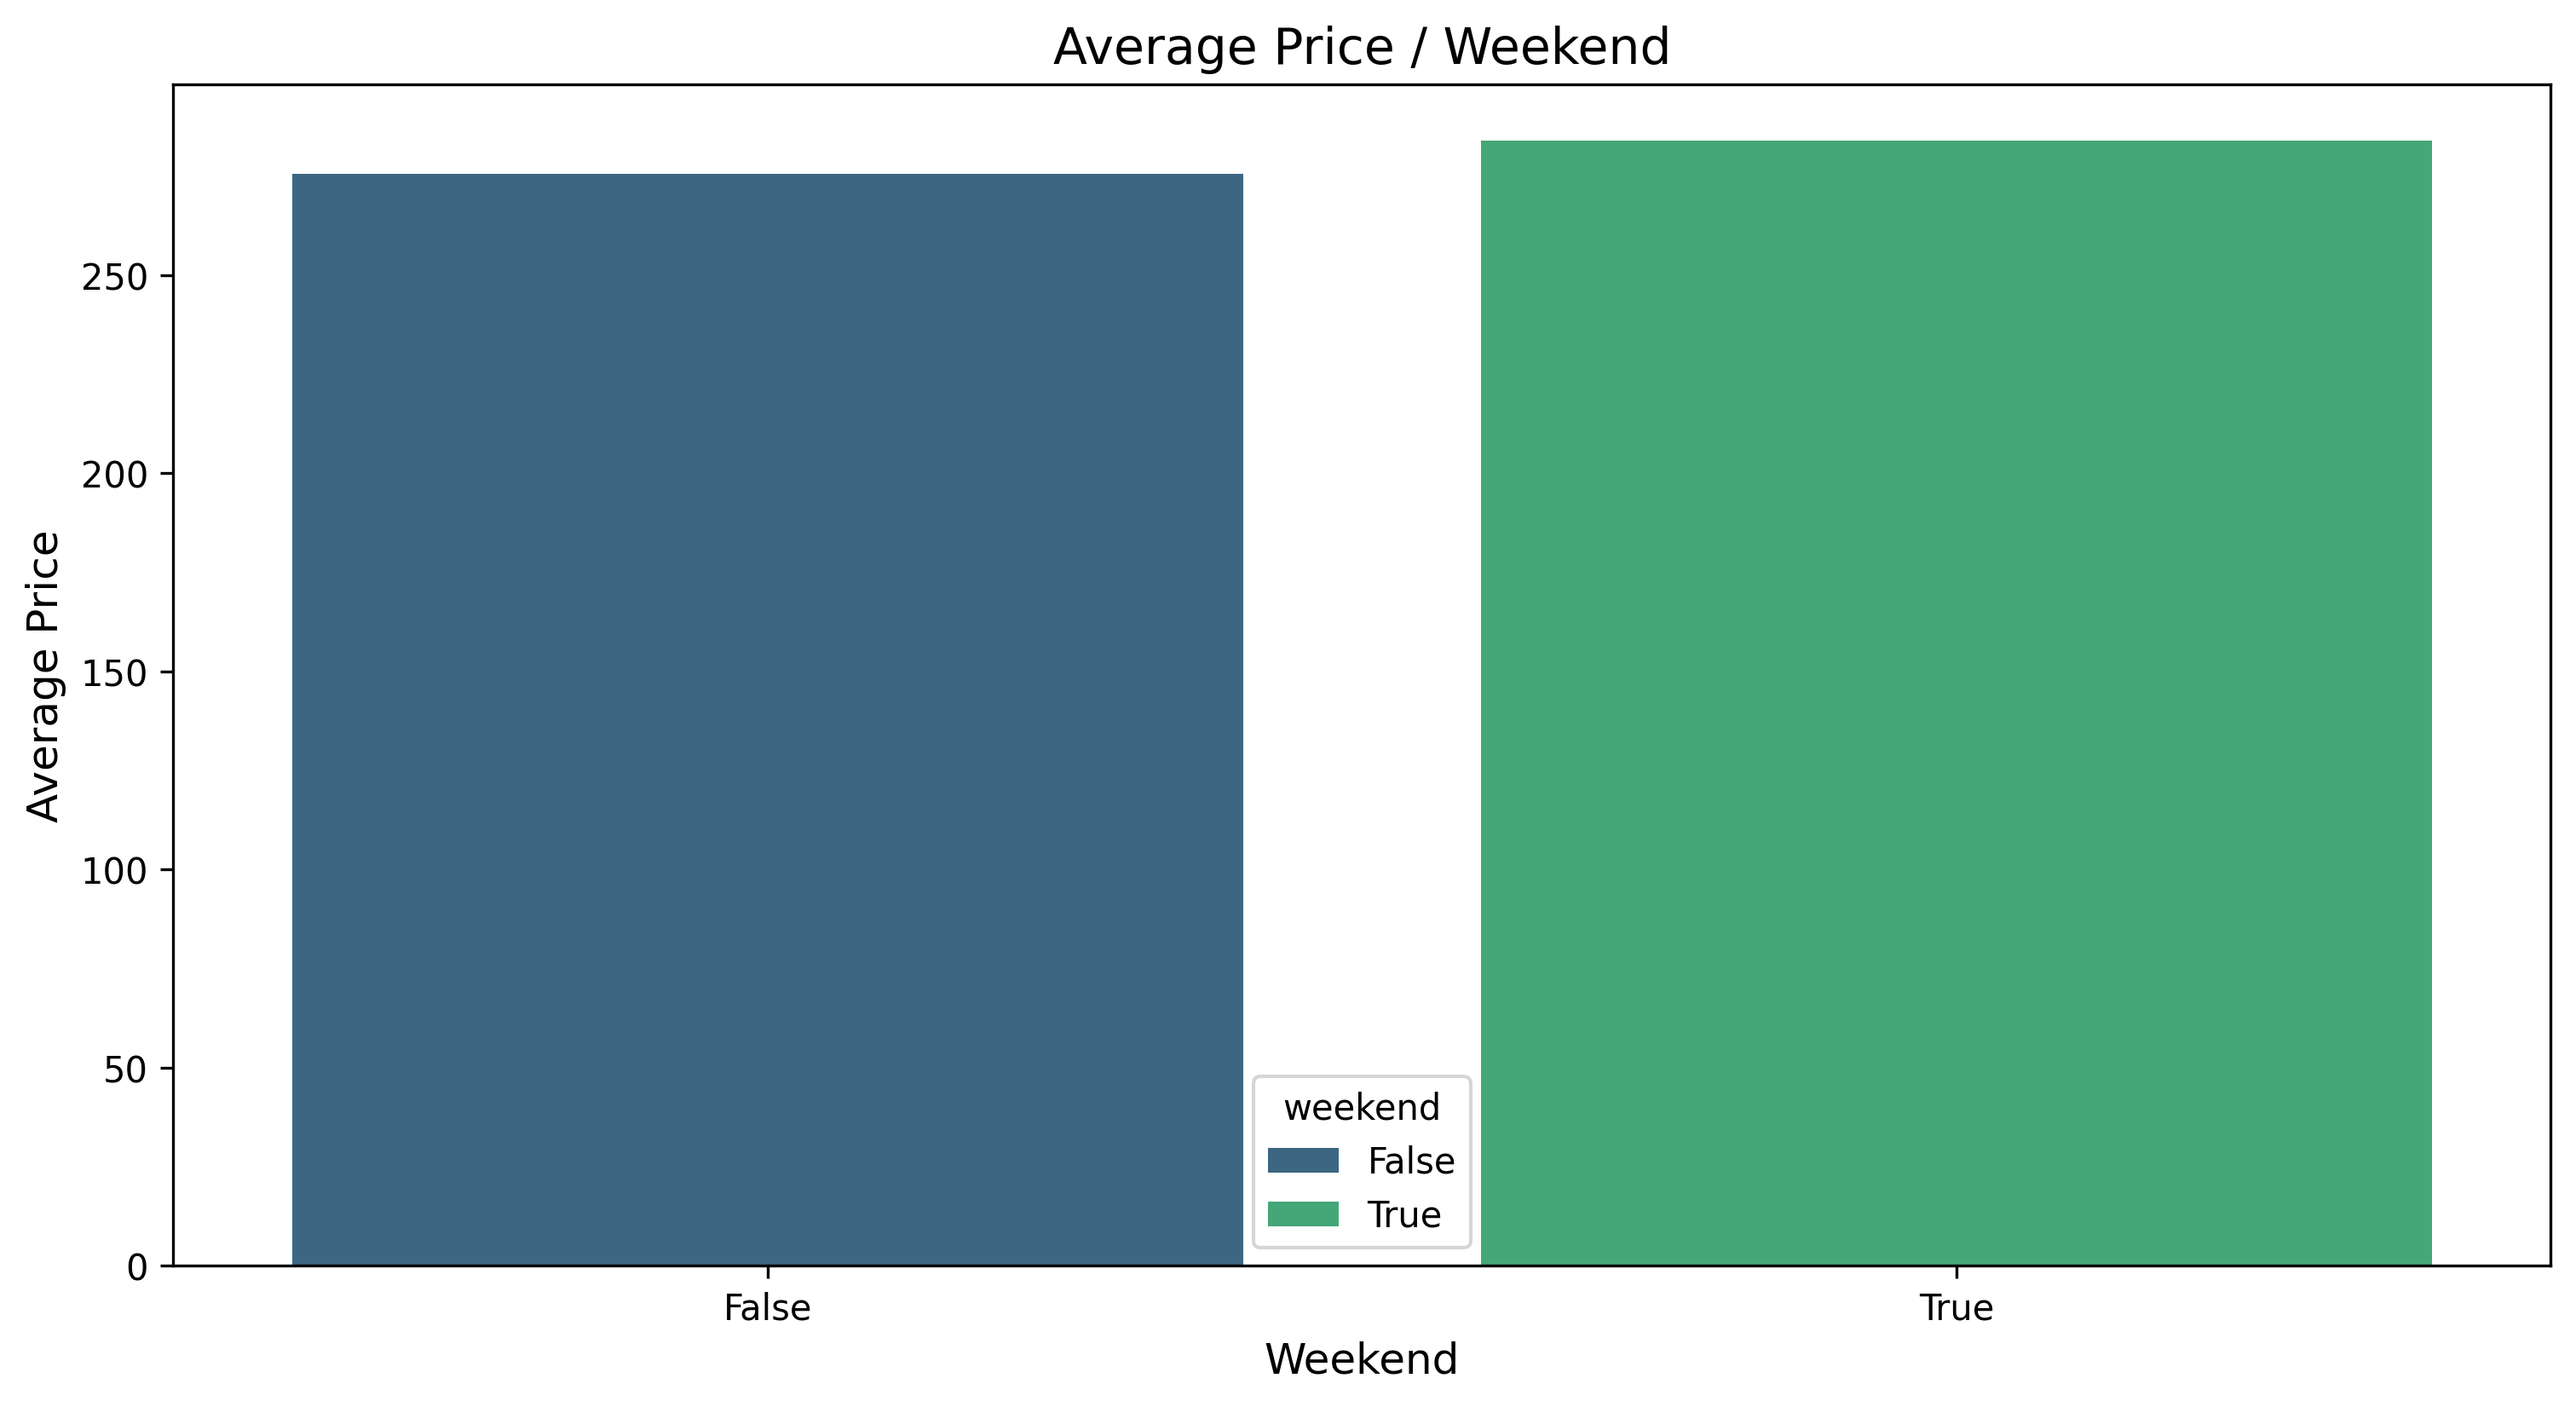 Average Price / Weekend
Average Price
250
200
150
100
50
0
weekend
False
True
False
True
Weekend